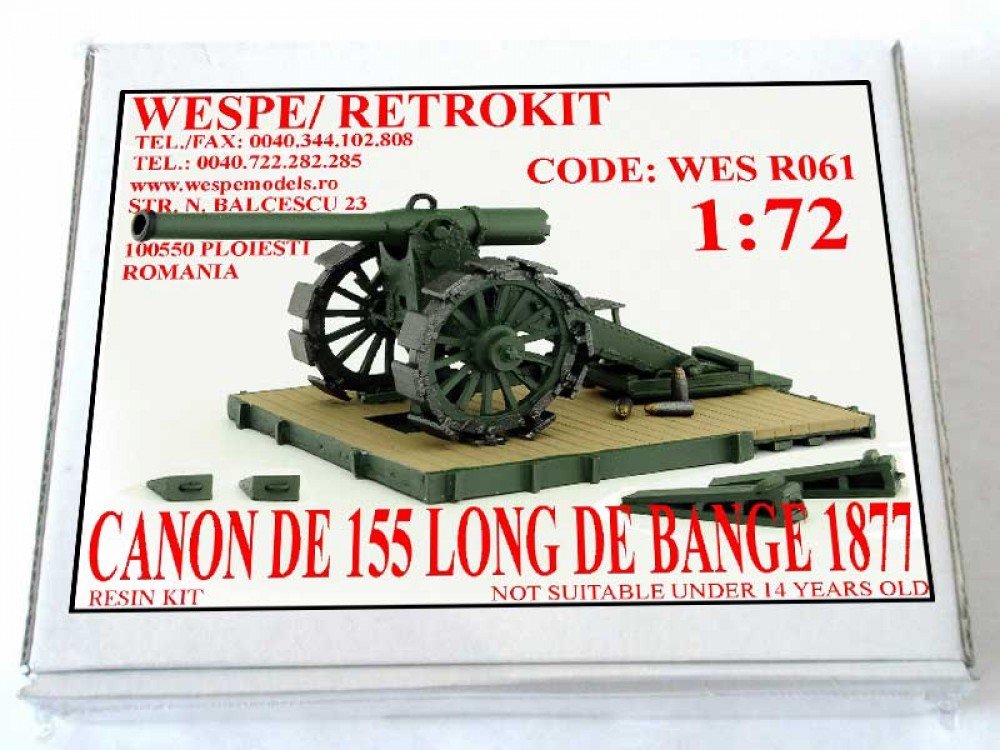 WESPE/ RETROKIT
TEL./FAX: 0040.344.102.808
TEL.: 0040.722.282.285
www.wespemodels.ro
STR. N. BALCESCU 23
100550 PLOIESTI
ROMANIA
CODE: WES R061
1:72
CANON DE 155 LONG DE BANGE 1877
RESIN KIT
NOT SUITABLE UNDER 14 YEARS OLD